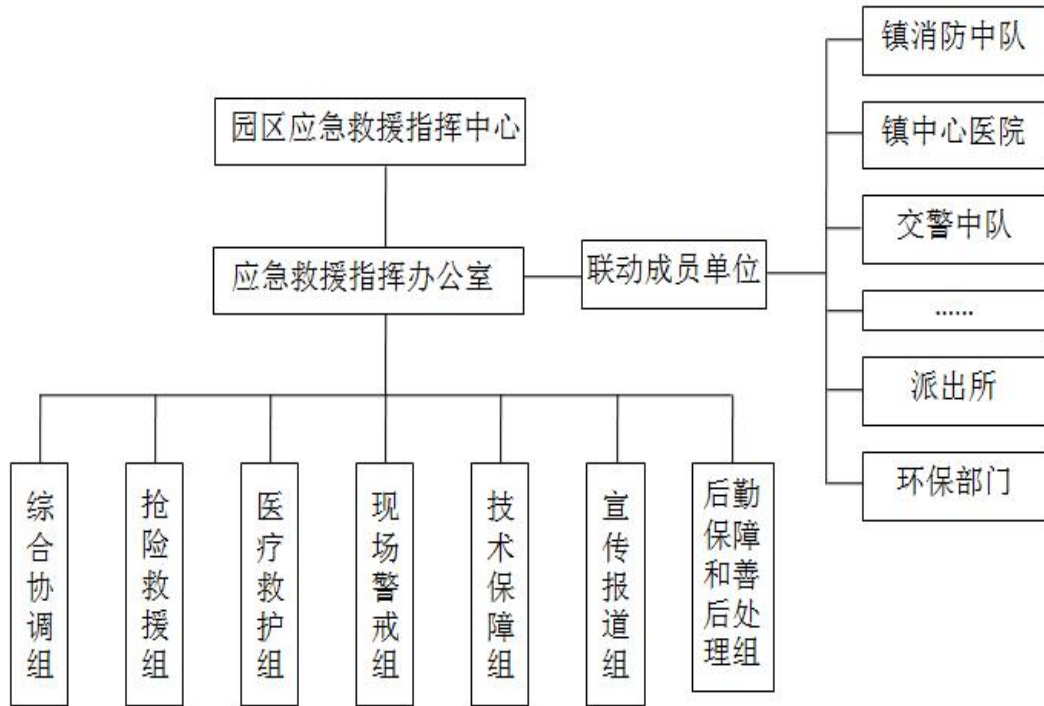 园区应急救援指挥中心
应急救援指挥办公室
联动成员单位
镇消防中队
镇中心医院
交警中队
......
派出所
环保部门
综合协调组
抢险救援组
医疗救护组
现场警戒组
技术保障组
宣传报道组
后勤
保障
和善
后处
理组